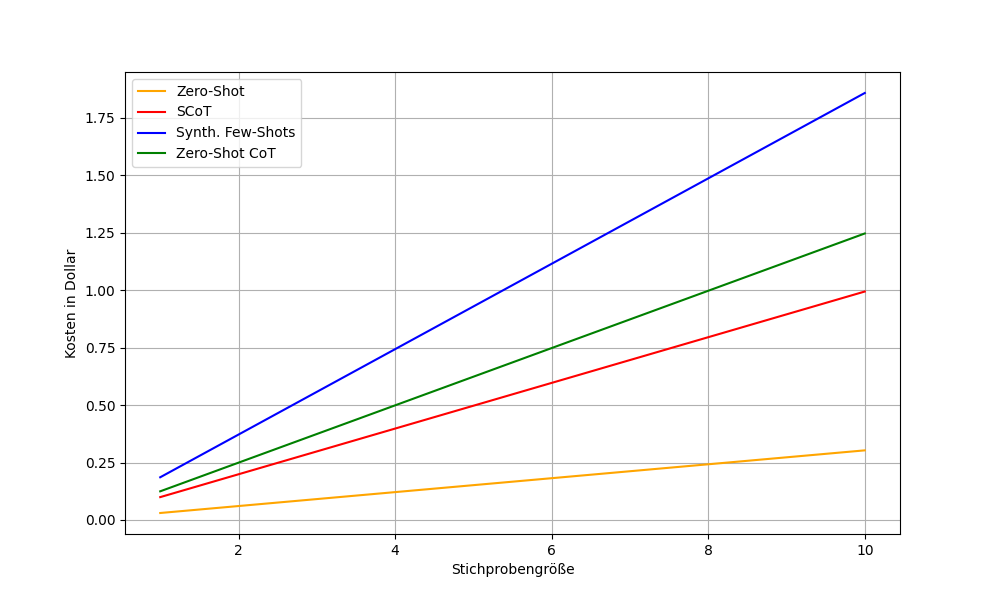 Zero-Shot
SCoT
Synth. Few-Shots
Zero-Shot CoT
1.75
1.50
1.25
1.00
0.75
0.50
0.25
0.00
Kosten in Dollar
2 4 6 8 10
Stichprobengröße